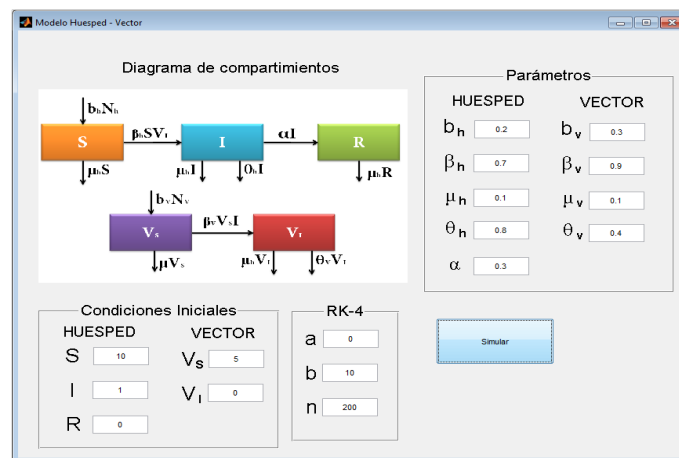 Modelo Huesped - Vector
Diagrama de compartimientos
bₕNₕ
S
βₕSVᵢ
I
αI
R
μₕS
μₕI
θₕI
μₕR
bᵥNᵥ
Vₛ
βᵥVₛI
Vᵢ
μVₛ
μₕVᵢ
θᵥVᵢ
Parámetros
HUESPED VECTOR
bₕ 0.2 bᵥ 0.3
βₕ 0.7 βᵥ 0.9
μₕ 0.1 μᵥ 0.1
θₕ 0.8 θᵥ 0.4
α 0.3
Condiciones Iniciales
HUESPED VECTOR
S 10 Vₛ 5
I 1 Vᵢ 0
R 0
RK-4
a 0
b 10
n 200
Simular